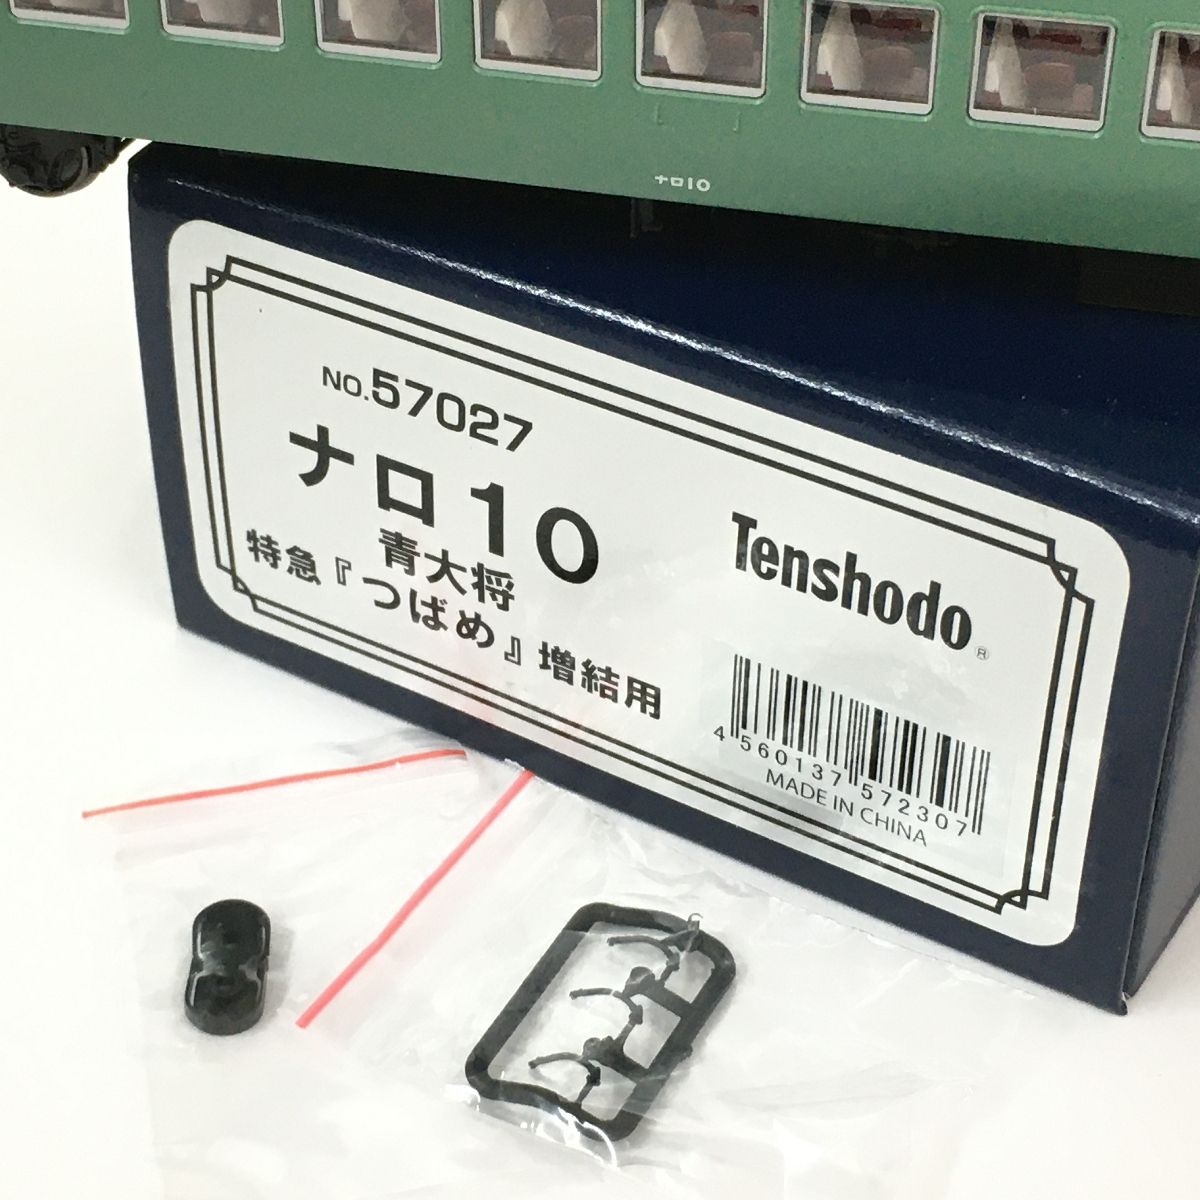 ナロ10
NO.57027
ナロ10
青大将
特急『つばめ』増結用
Tenshodo®
4 560137 572307
MADE IN CHINA